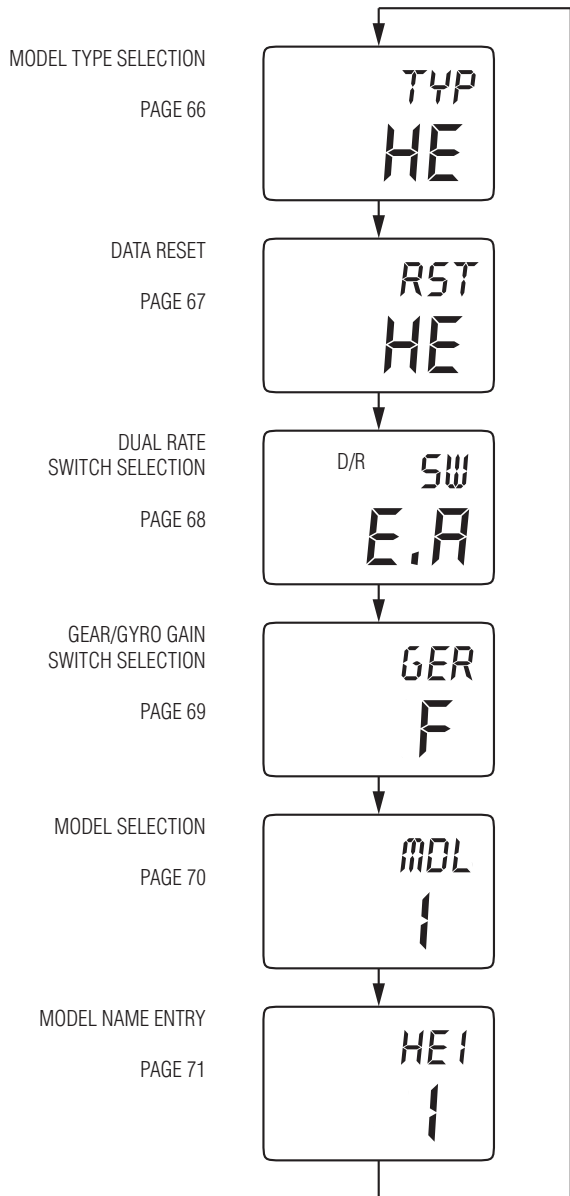 MODEL TYPE SELECTION
PAGE 66
TYP
HE
DATA RESET
PAGE 67
RST
HE
DUAL RATE
SWITCH SELECTION
PAGE 68
D/R SW
E.A
GEAR/GYRO GAIN
SWITCH SELECTION
PAGE 69
GER
F
MODEL SELECTION
PAGE 70
MDL
1
MODEL NAME ENTRY
PAGE 71
HE1
1